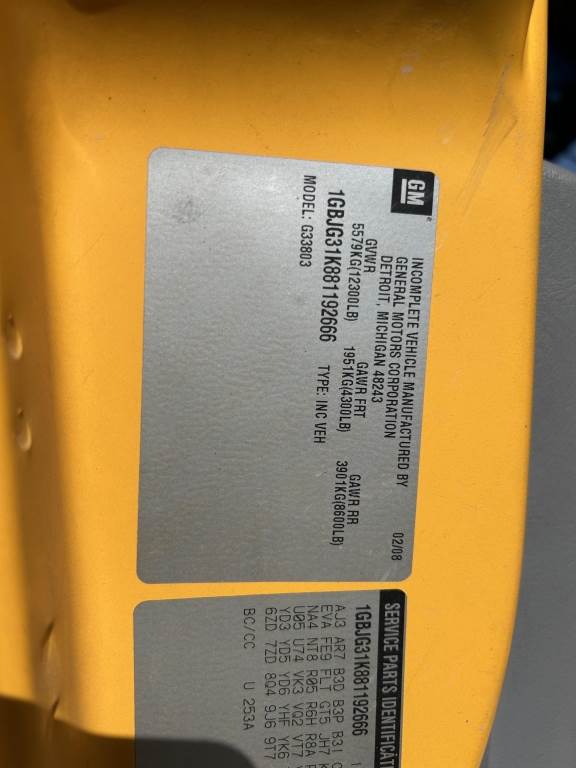 GM
INCOMPLETE VEHICLE MANUFACTURED BY
GENERAL MOTORS CORPORATION
DETROIT, MICHIGAN 48243
02/08
GVWR GAWR FRT GAWR RR
5579KG(12300LB) 1951KG(4300LB) 3901KG(8600LB)
1GBJG31K881192666
TYPE: INC VEH
MODEL: G33803
SERVICE PARTS IDENTIFICAT
1GBJG31K881192666
AJ3 AR7 B3D B3P B3I
EVA FE9 FLT GT5 JH7
NA4 NT8 R05 R6H R8A
U05 U74 VK3 VQ2 VT7
YD3 YD5 YD6 YHF YK6
6ZD 7ZD 8Q4 9J6 9T7
BC/CC U 253A